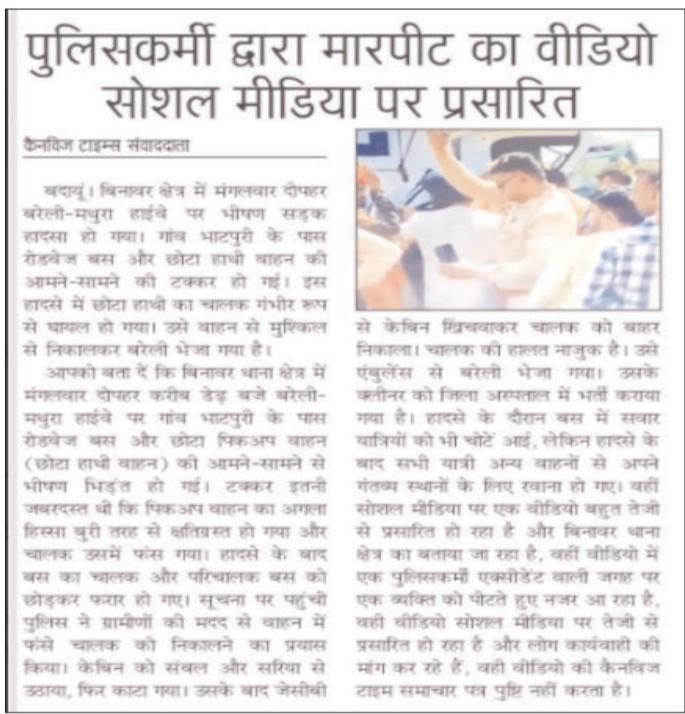 पुलिसकर्मी द्वारा मारपीट का वीडियो
सोशल मीडिया पर प्रसारित
कैनविज टाइम्स संवाददाता
बदायूं। बिनावर क्षेत्र में मंगलवार दोपहर
बरेली-मथुरा हाईवे पर भीषण सड़क
हादसा हो गया। गांव भाटपुरी के पास
रोडवेज बस और छोटा हाथी वाहन की
आमने-सामने की टक्कर हो गई। इस
हादसे में छोटा हाथी का चालक गंभीर रूप
से घायल हो गया। उसे वाहन से मुश्किल
से निकालकर बरेली भेजा गया है।
आपको बता दें कि बिनावर थाना क्षेत्र में
मंगलवार दोपहर करीब डेढ़ बजे बरेली-
मथुरा हाईवे पर गांव भाटपुरी के पास
रोडवेज बस और छोटा पिकअप वाहन
(छोटा हाथी वाहन) की आमने-सामने से
भीषण भिड़ंत हो गई। टक्कर इतनी
जबरदस्त थी कि पिकअप वाहन का अगला
हिस्सा बुरी तरह से क्षतिग्रस्त हो गया और
चालक उसमें फंस गया। हादसे के बाद
बस का चालक और परिचालक बस को
छोड़कर फरार हो गए। सूचना पर पहुंची
पुलिस ने ग्रामीणों की मदद से वाहन में
फंसे चालक को निकालने का प्रयास
किया। केबिन को संबल और सरिया से
उठाया, फिर काटा गया। उसके बाद जेसीबी
से केबिन खिंचवाकर चालक को बाहर
निकाला। चालक की हालत नाजुक है। उसे
एंबुलेंस से बरेली भेजा गया। उसके
क्लीनर को जिला अस्पताल में भर्ती कराया
गया है। हादसे के दौरान बस में सवार
यात्रियों को भी चोटें आई, लेकिन हादसे के
बाद सभी यात्री अन्य वाहनों से अपने
गंतव्य स्थानों के लिए रवाना हो गए। वहीं
सोशल मीडिया पर एक वीडियो बहुत तेजी
से प्रसारित हो रहा है और बिनावर थाना
क्षेत्र का बताया जा रहा है, वहीं वीडियो में
एक पुलिसकर्मी एक्सीडेंट वाली जगह पर
एक व्यक्ति को पीटते हुए नजर आ रहा है,
वही वीडियो सोशल मीडिया पर तेजी से
प्रसारित हो रहा है और लोग कार्यवाही की
मांग कर रहे हैं, वही वीडियो की कैनविज
टाइम समाचार पत्र पुष्टि नहीं करता है।